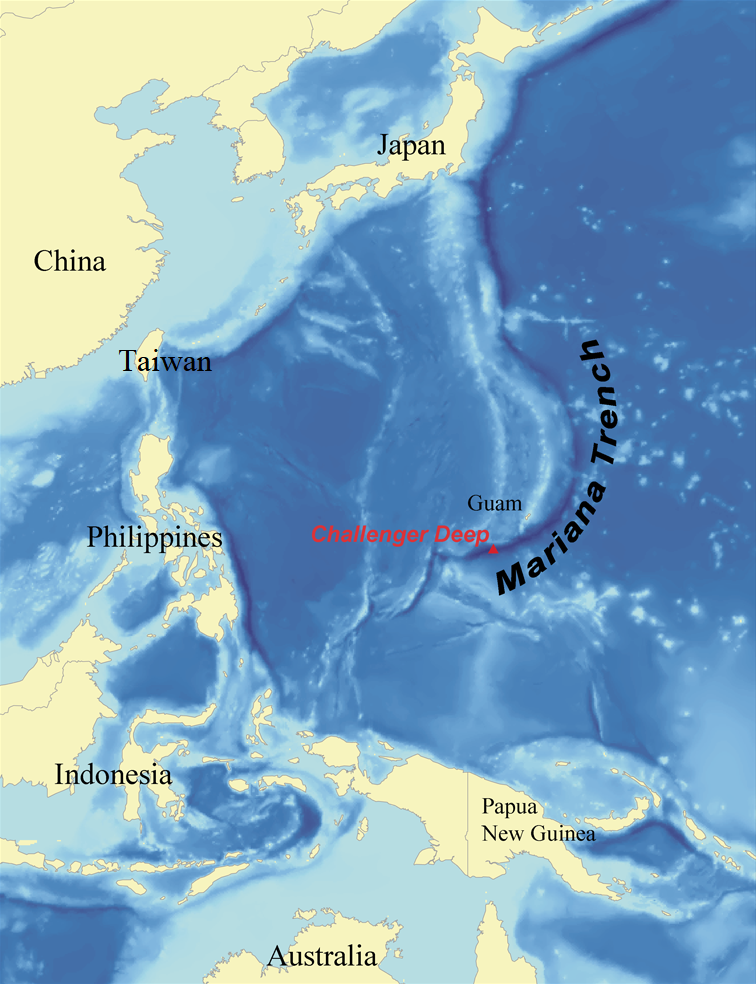 Japan
China
Taiwan
Mariana Trench
Guam
Challenger Deep
Philippines
Indonesia
Papua
New Guinea
Australia